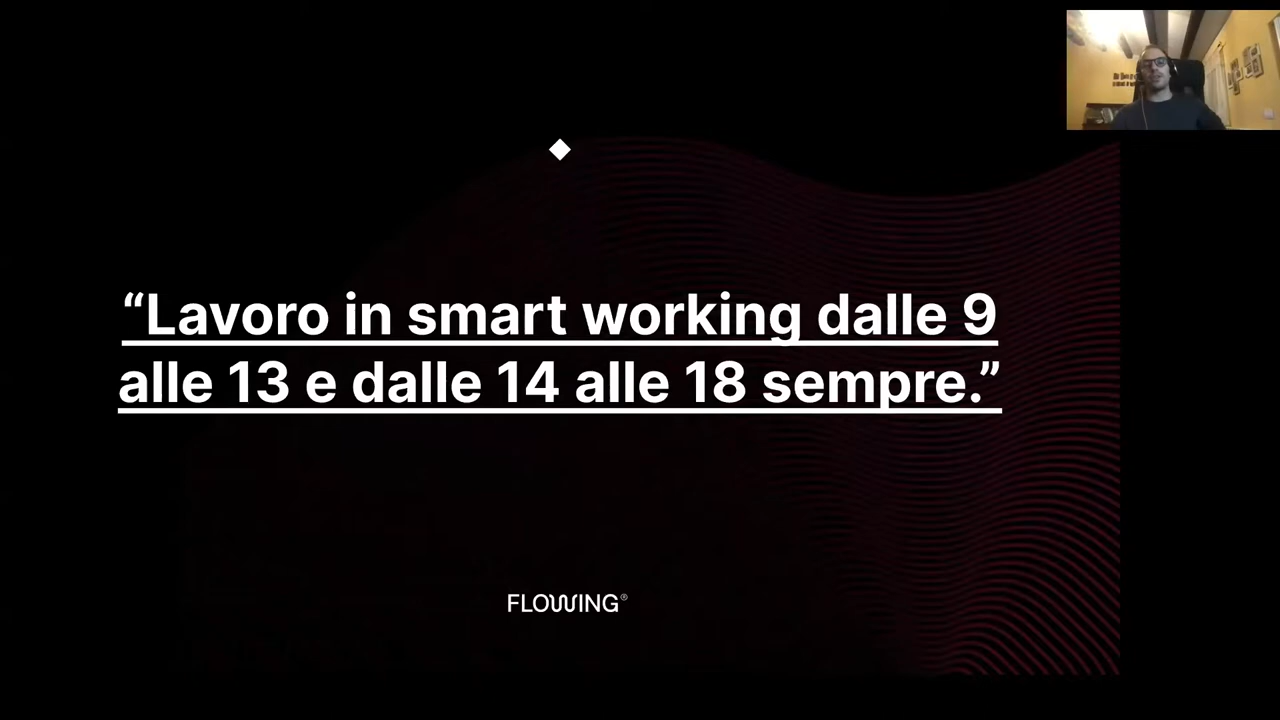 “Lavoro in smart working dalle 9
alle 13 e dalle 14 alle 18 sempre.”
FLOWING®